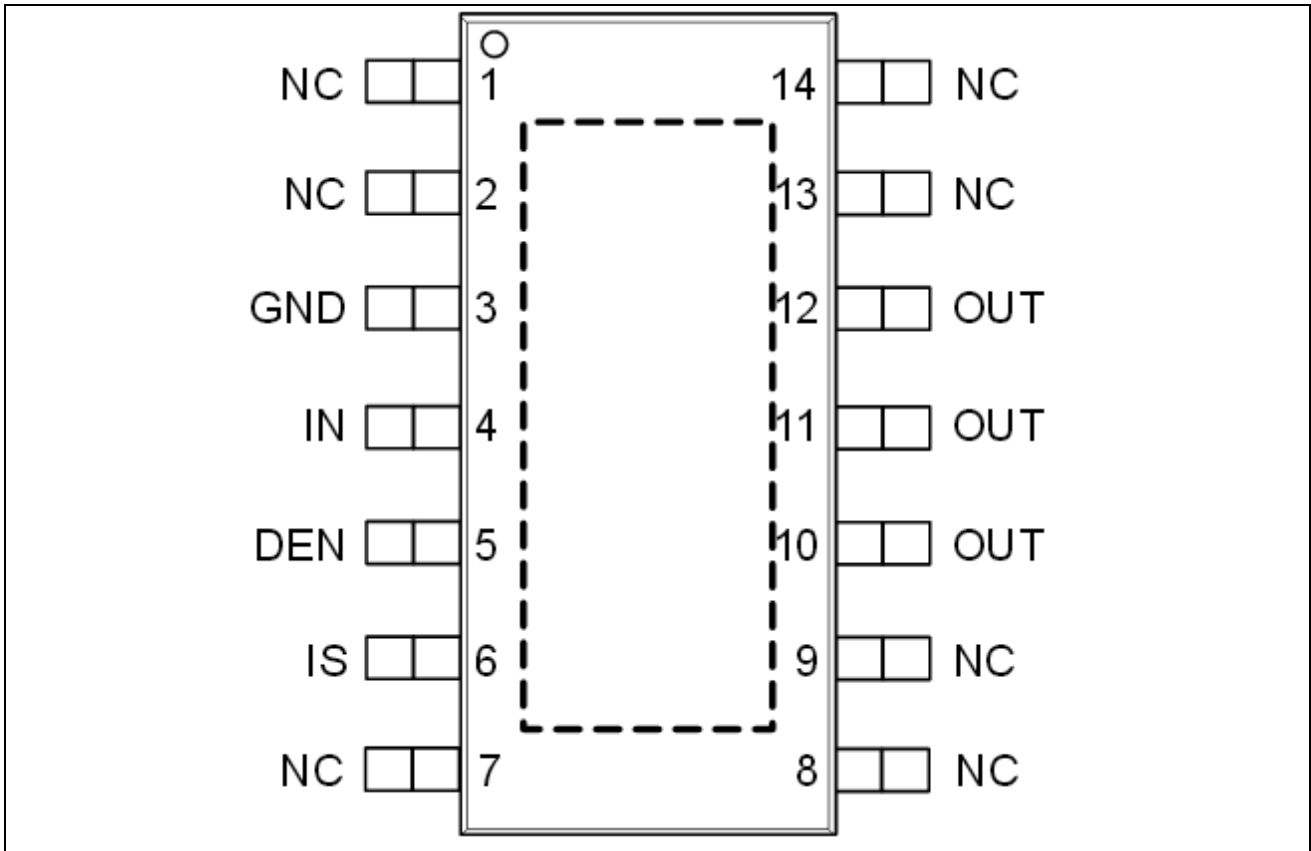 NC 1 14 NC
NC 2 13 NC
GND 3 12 OUT
IN 4 11 OUT
DEN 5 10 OUT
IS 6 9 NC
NC 7 8 NC